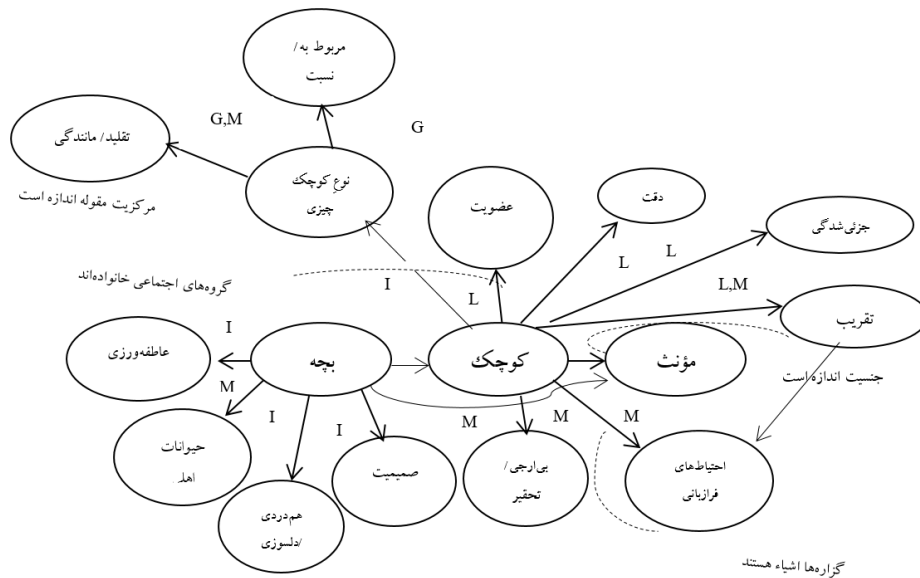 مربوط به/
نسبت
G,M
G
تقلید/ مانندگی
نوع کوچک
چیزی
مرکزیت مقوله اندازه است
عضویت
دقت
جزئی‌شدگی
L
L
L,M
گروه‌های اجتماعی خانواده‌اند
I
L
تقریب
I
عاطفه‌ورزی
بچه
کوچک
مؤنث
جنسیت اندازه است
M
I
I
M
M
M
حیوانات
اهلـ
هم‌دردی
/دلسوزی
صمیمیت
بی‌ارجی/
تحقیر
احتیاط‌های
فرازبانی
گزاره‌ها اشیاء هستند